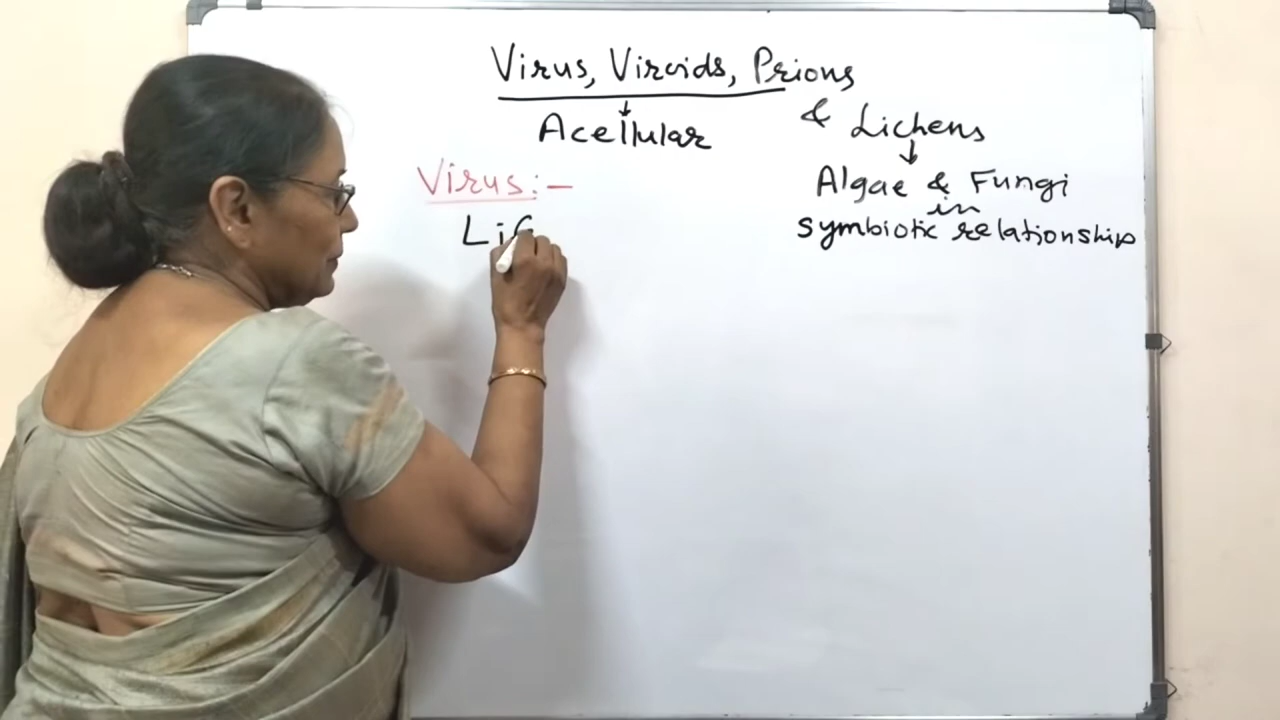 Virus, Viroids, Prions
& Lichens
Acellular
Algae & Fungi
in
symbiotic relationship
Virus:-